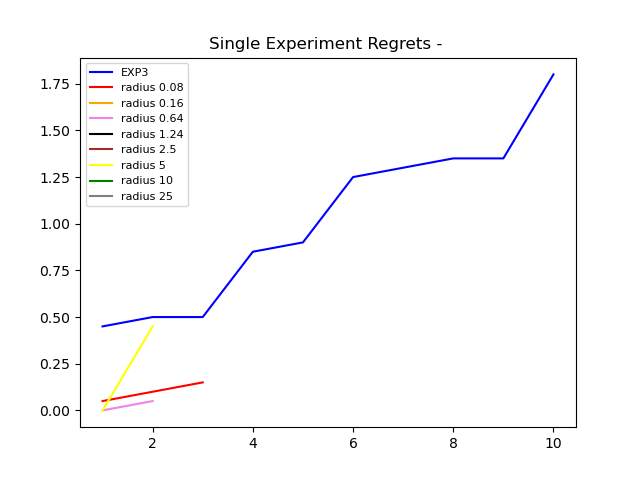 Single Experiment Regrets -
EXP3
radius 0.08
radius 0.16
radius 0.64
radius 1.24
radius 2.5
radius 5
radius 10
radius 25
1.75
1.50
1.25
1.00
0.75
0.50
0.25
0.00
2 4 6 8 10